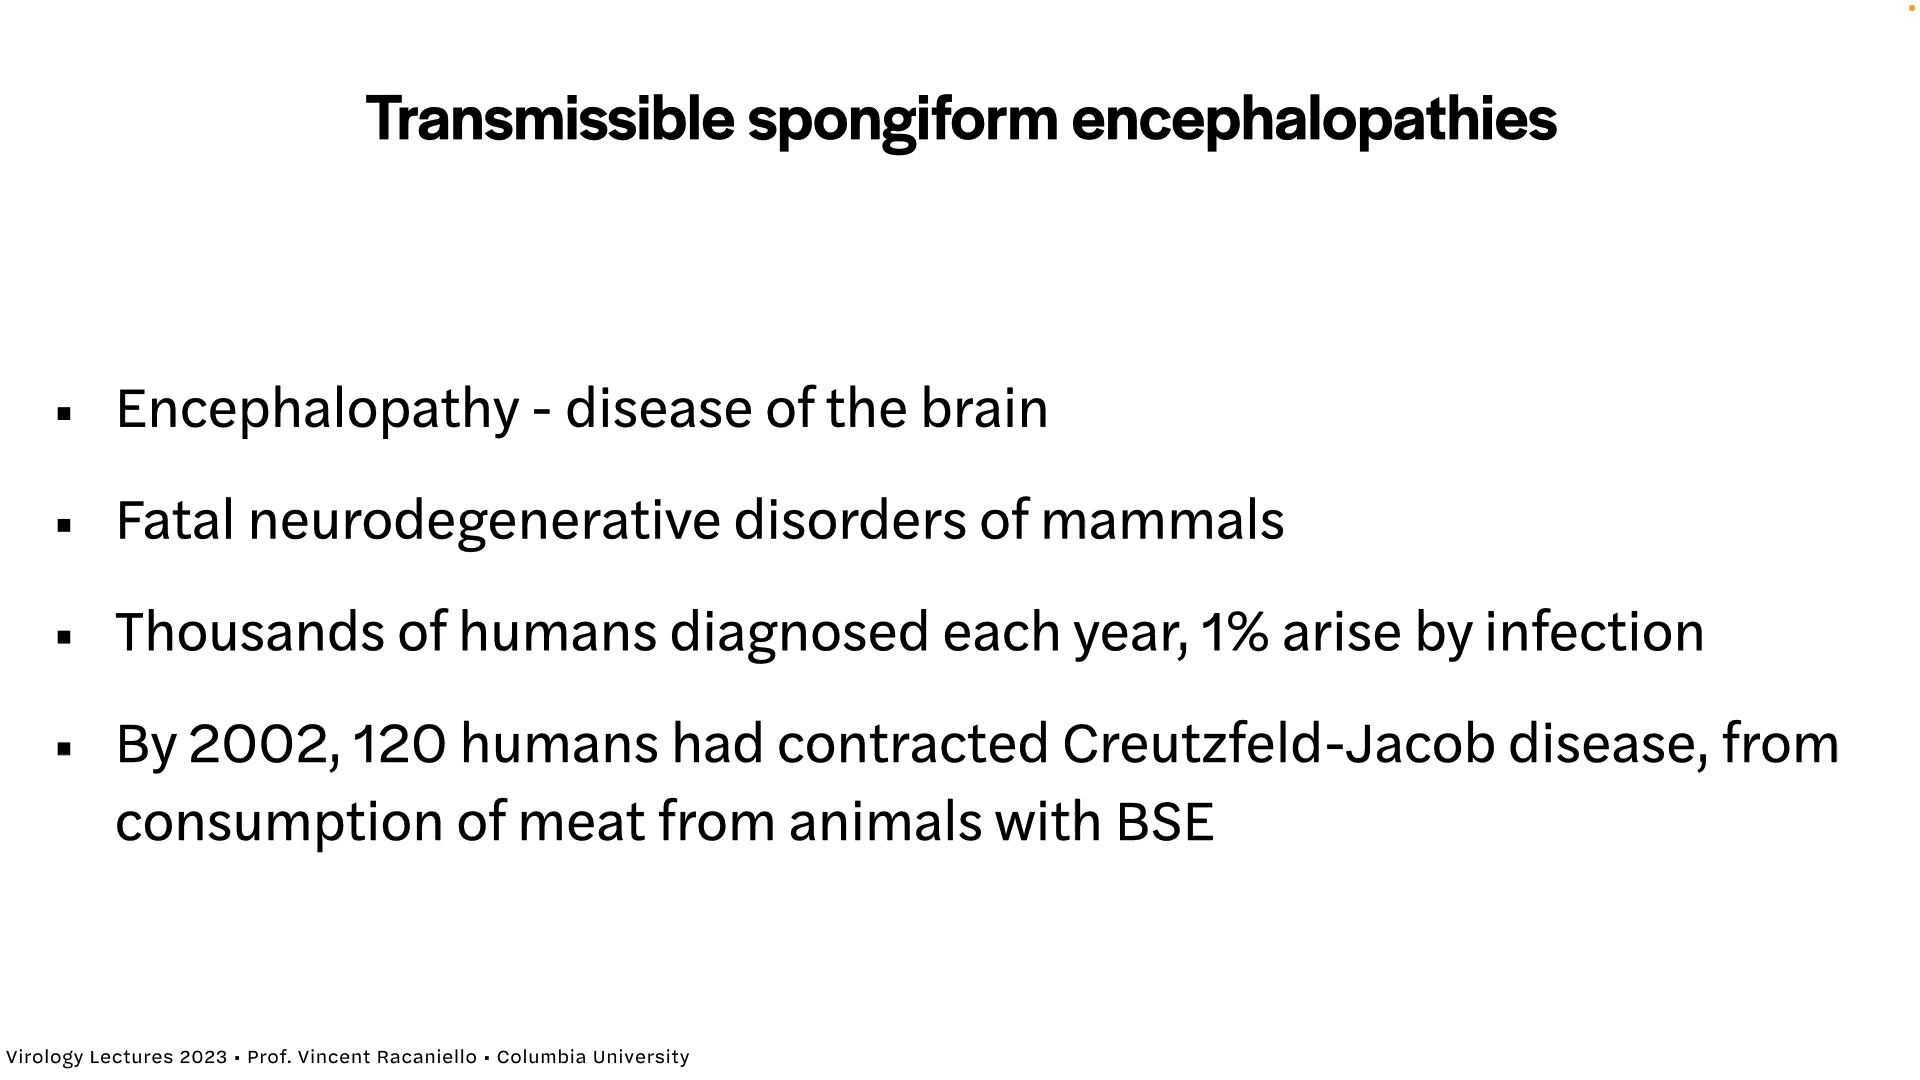 Transmissible spongiform encephalopathies
▪ Encephalopathy - disease of the brain
▪ Fatal neurodegenerative disorders of mammals
▪ Thousands of humans diagnosed each year, 1% arise by infection
▪ By 2002, 120 humans had contracted Creutzfeld-Jacob disease, from
consumption of meat from animals with BSE
Virology Lectures 2023 ▪ Prof. Vincent Racaniello ▪ Columbia University